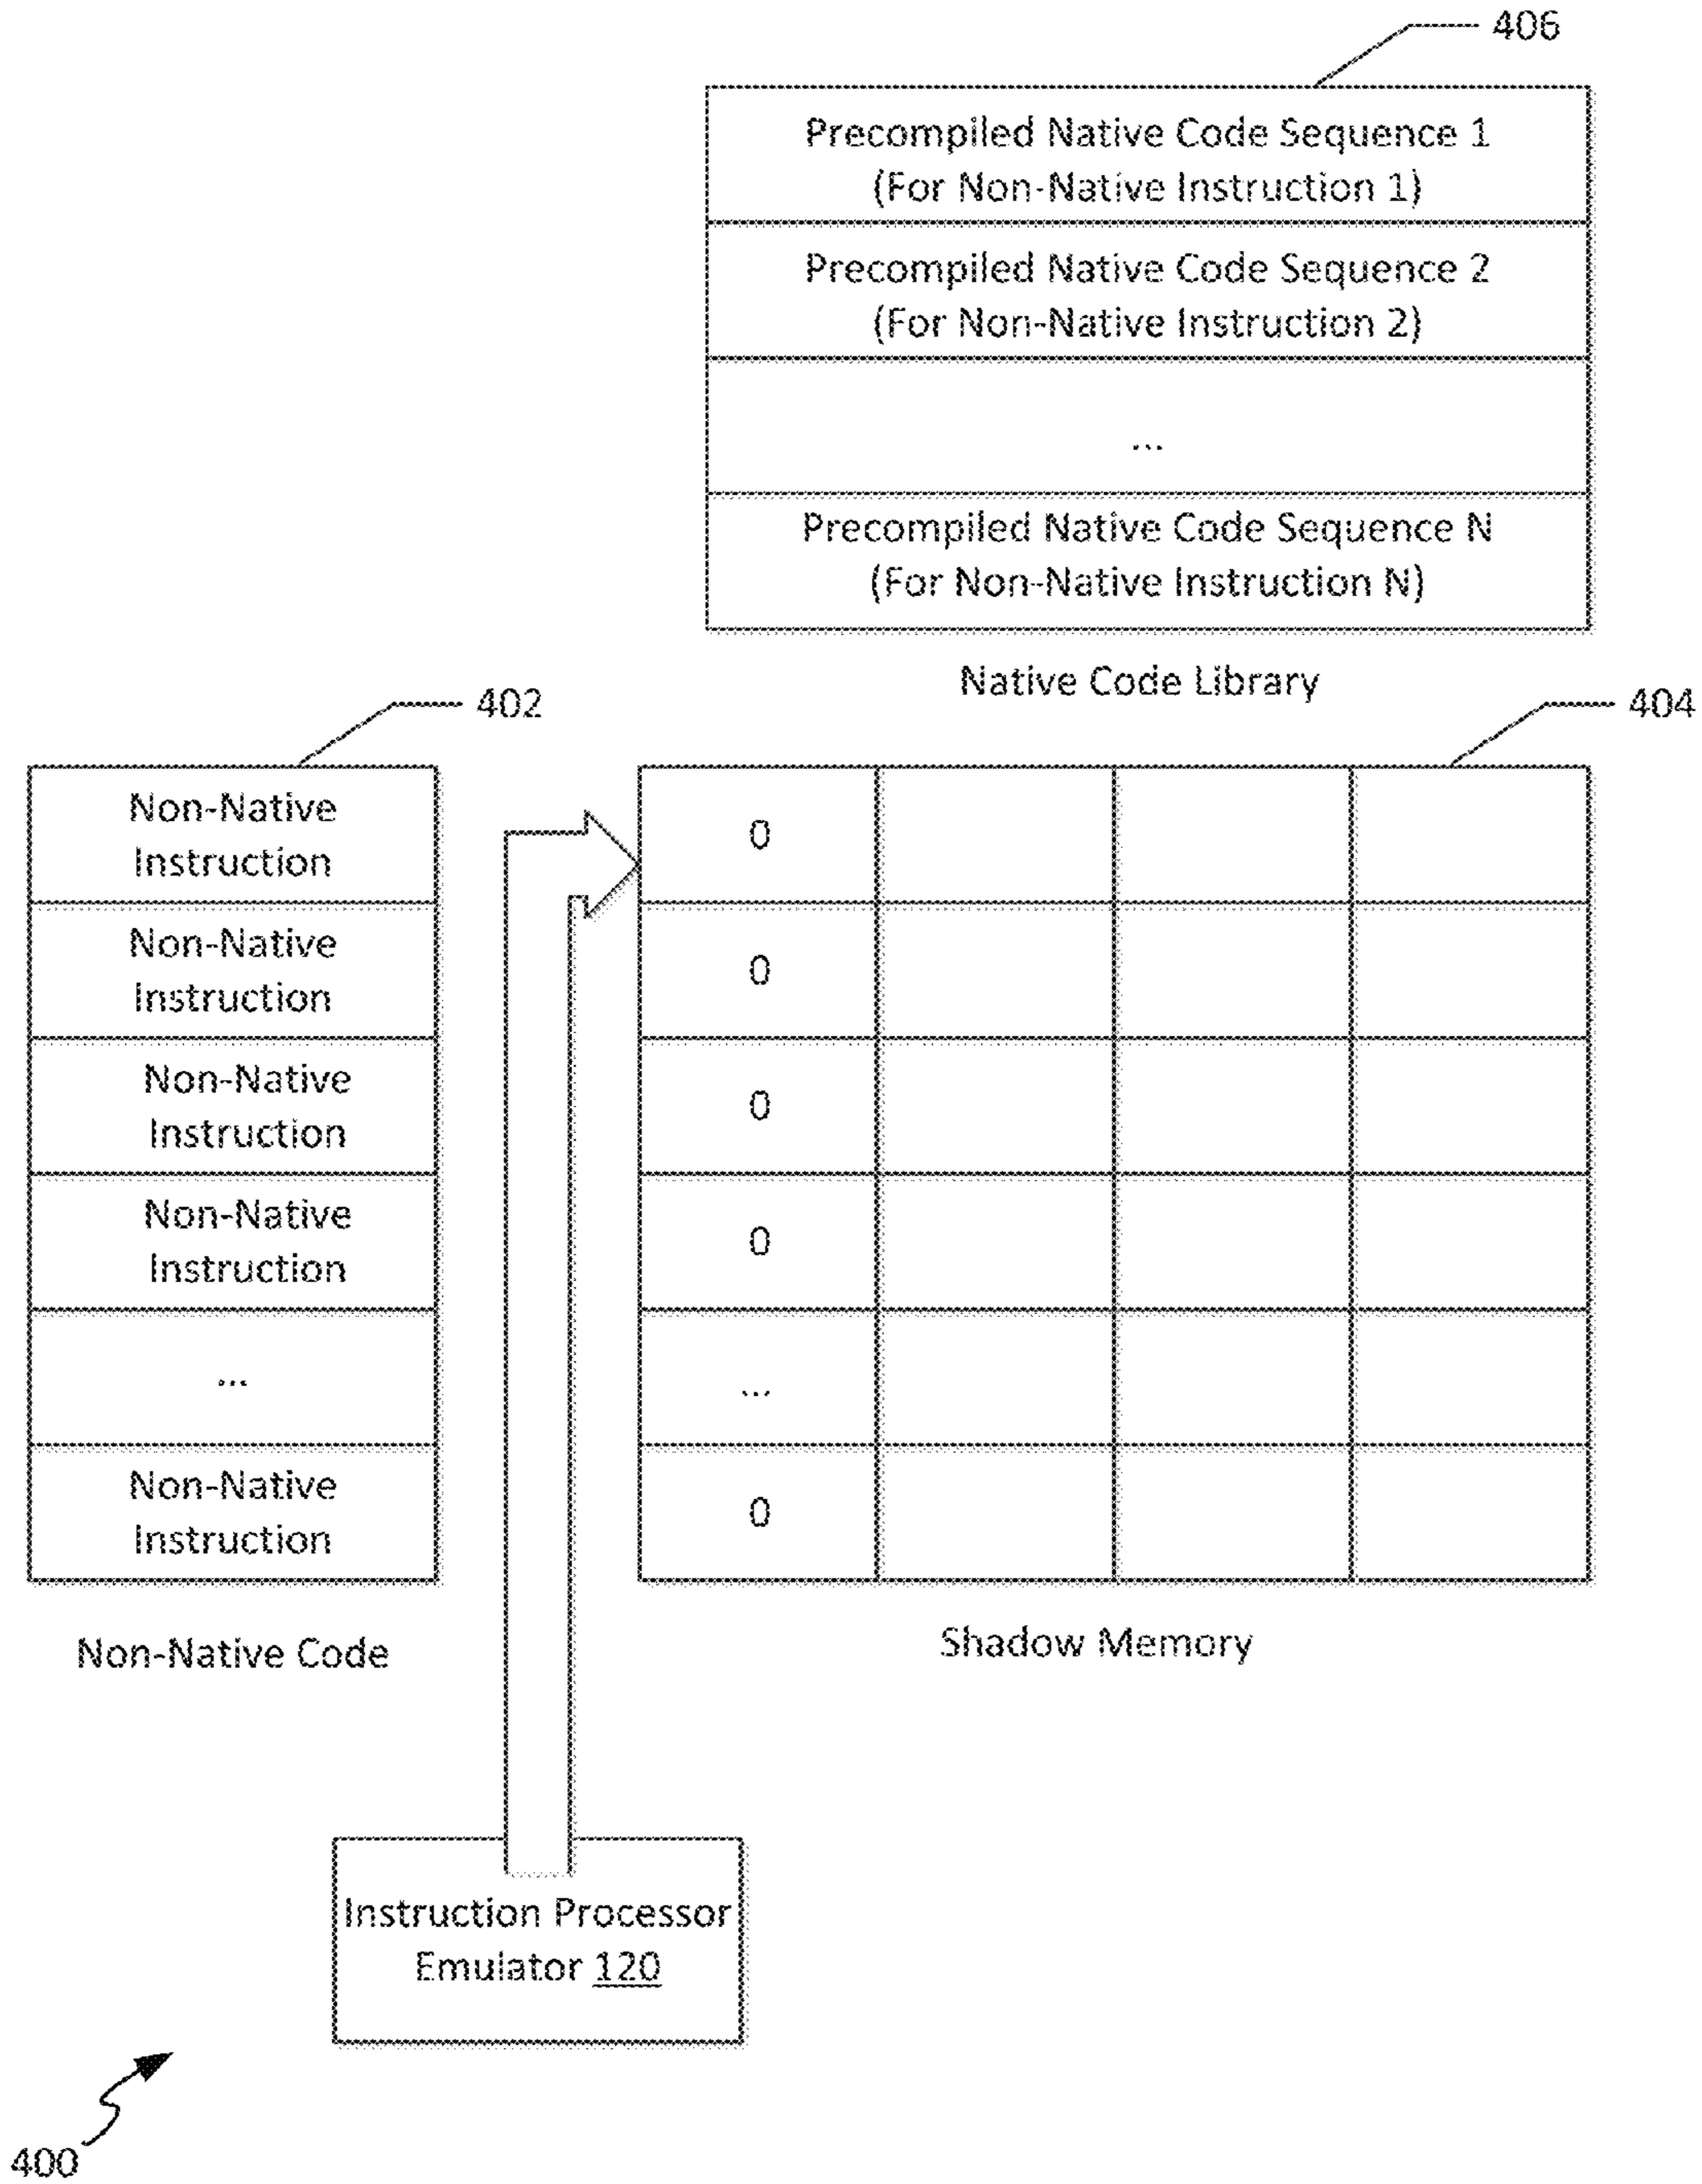 406
Precompiled Native Code Sequence 1
(For Non-Native Instruction 1)
Precompiled Native Code Sequence 2
(For Non-Native Instruction 2)
...
Precompiled Native Code Sequence N
(For Non-Native Instruction N)
Native Code Library
402
404
Non-Native
Instruction
Non-Native
Instruction
Non-Native
Instruction
Non-Native
Instruction
...
Non-Native
Instruction
Non-Native Code
0
0
0
0
...
0
Shadow Memory
Instruction Processor
Emulator 120
400